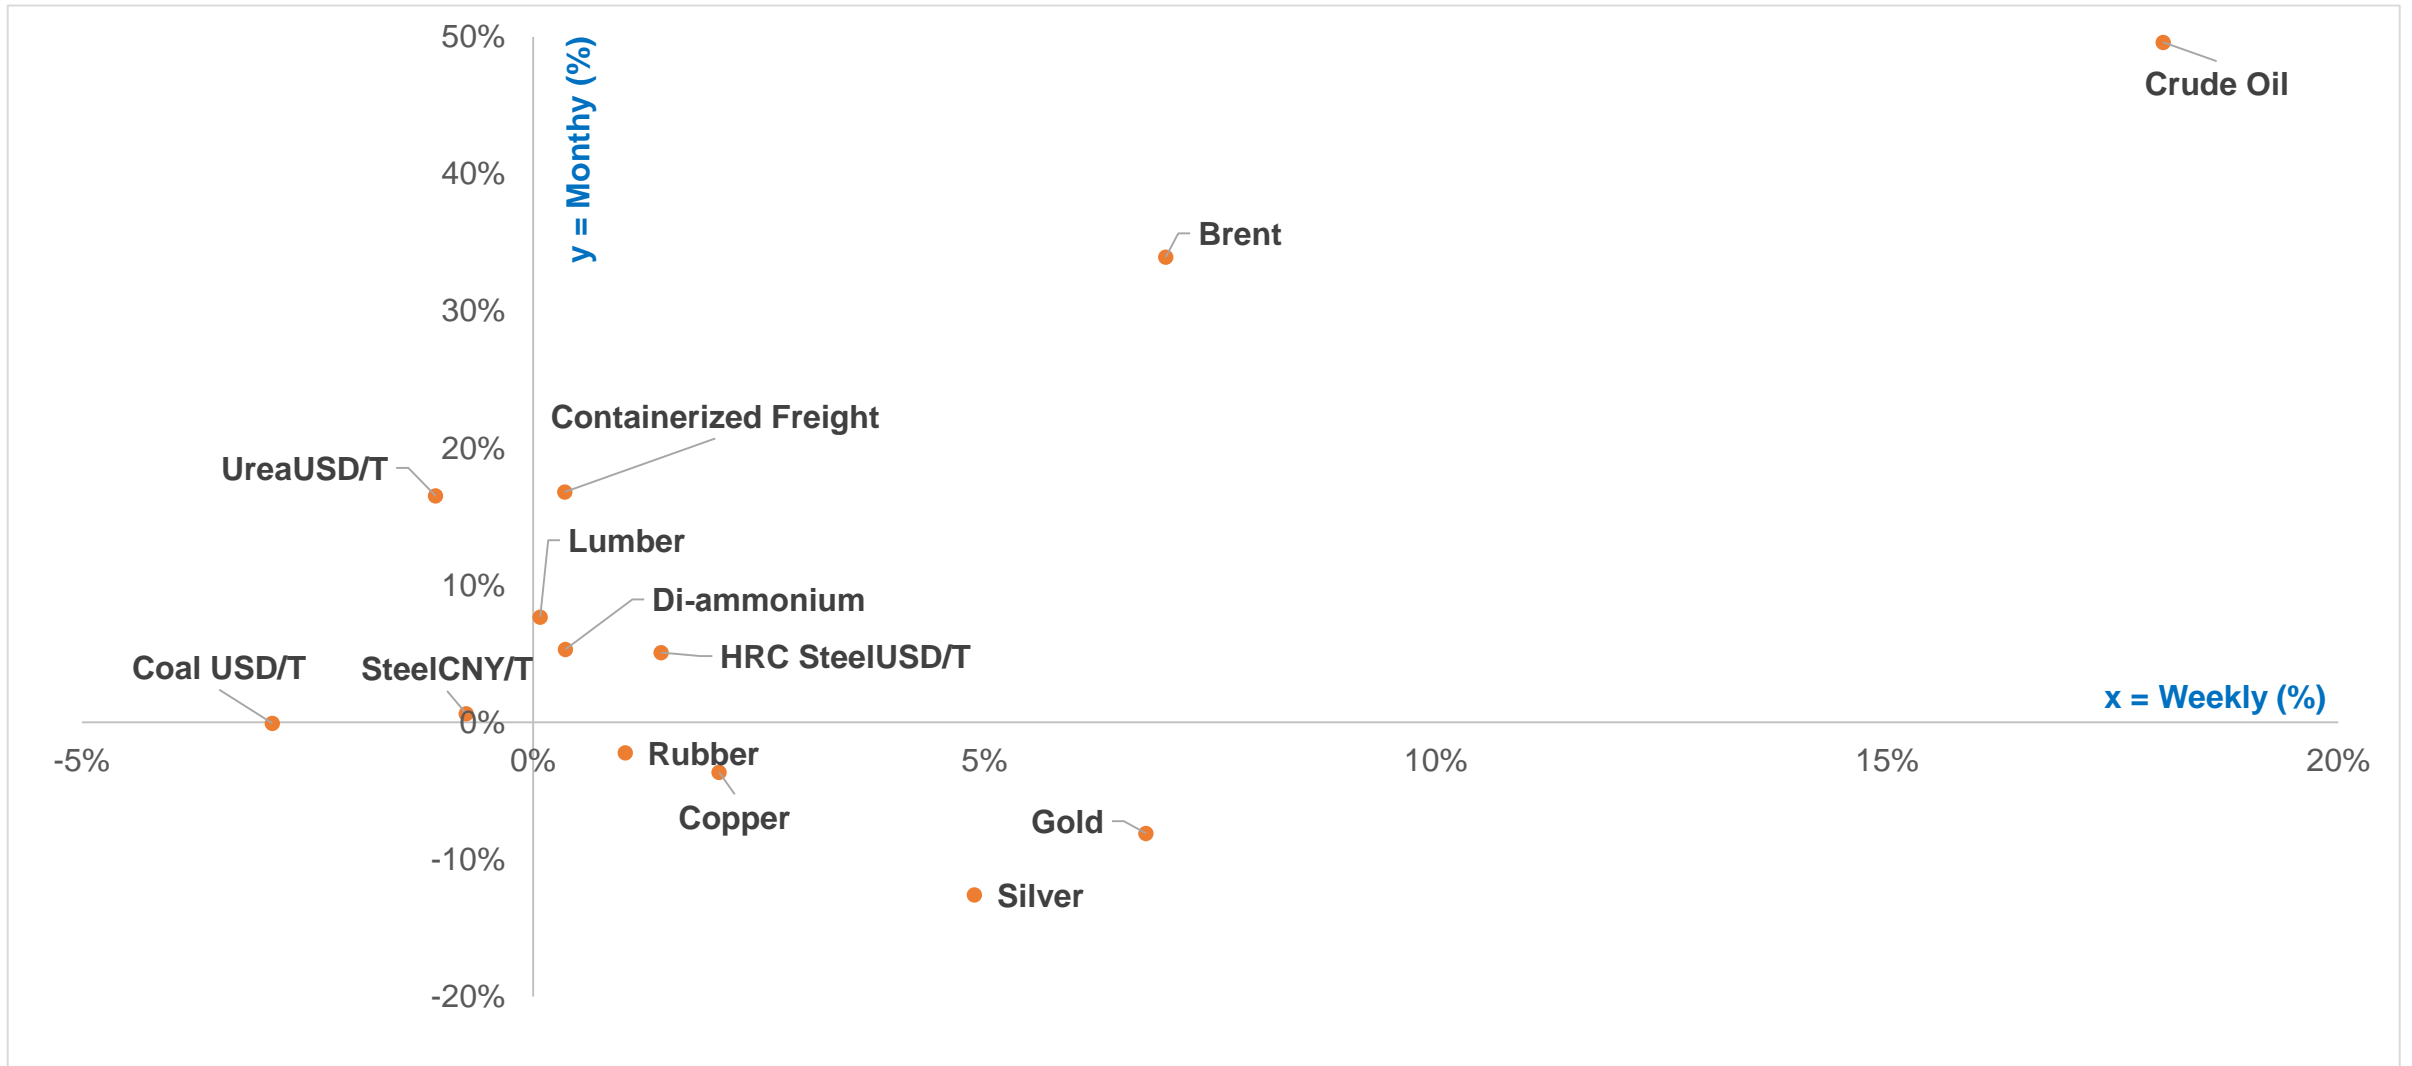 50%
y = Monthy (%)
Crude Oil
40%
Brent
30%
Containerized Freight
20%
UreaUSD/T
Lumber
10%
Di-ammonium
HRC SteelUSD/T
Coal USD/T
SteelCNY/T
x = Weekly (%)
0%
Rubber
-5%
0%
5%
10%
15%
20%
Copper
Gold
-10%
Silver
-20%